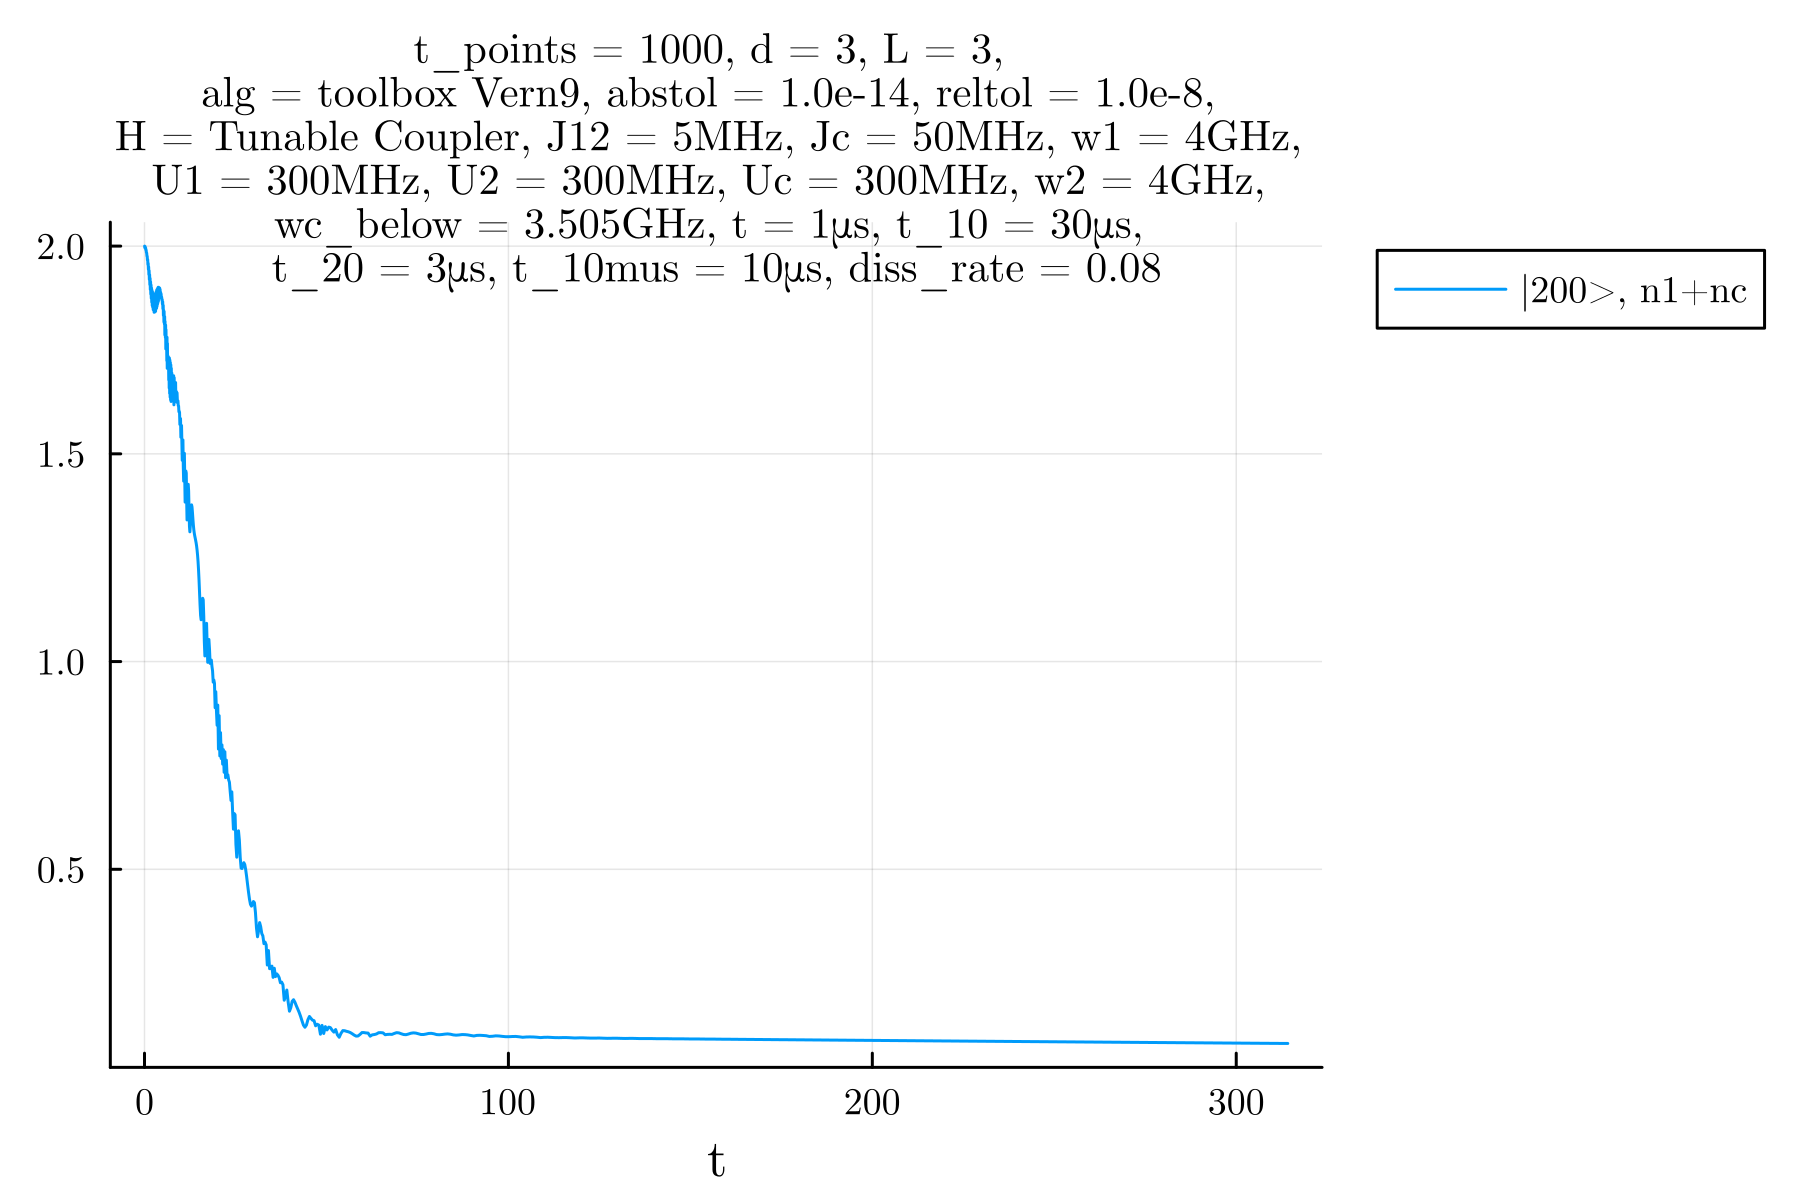 t_points = 1000, d = 3, L = 3,
alg = toolbox Vern9, abstol = 1.0e-14, reltol = 1.0e-8,
H = Tunable Coupler, J12 = 5MHz, Jc = 50MHz, w1 = 4GHz,
U1 = 300MHz, U2 = 300MHz, Uc = 300MHz, w2 = 4GHz,
wc_below = 3.505GHz, t = 1μs, t_10 = 30μs,
t_20 = 3μs, t_10mus = 10μs, diss_rate = 0.08
|200>, n1+nc
2.0
1.5
1.0
0.5
0 100 200 300
t